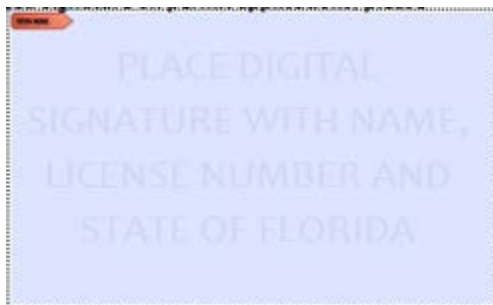 PLACE DIGITAL
SIGNATURE WITH NAME,
LICENSE NUMBER AND
STATE OF FLORIDA